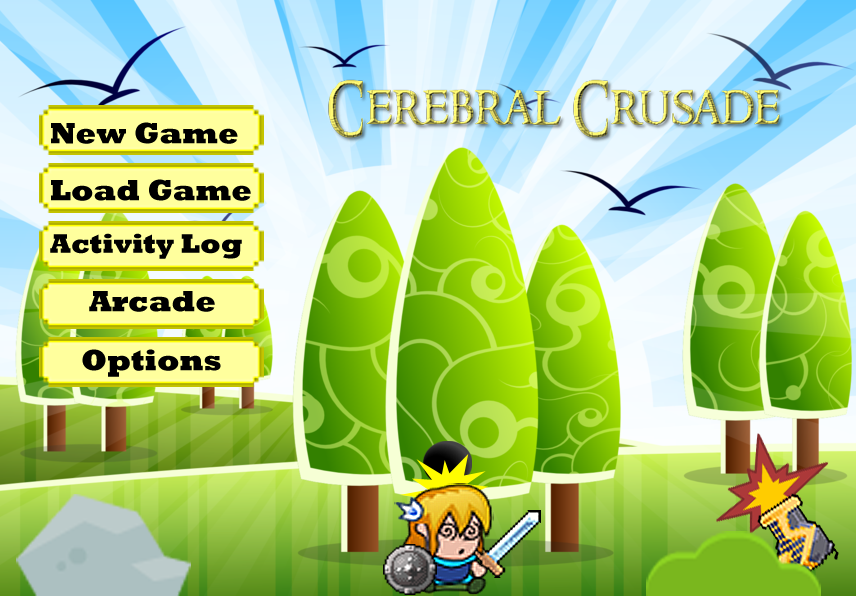 Cerebral Crusade
New Game
Load Game
Activity Log
Arcade
Options